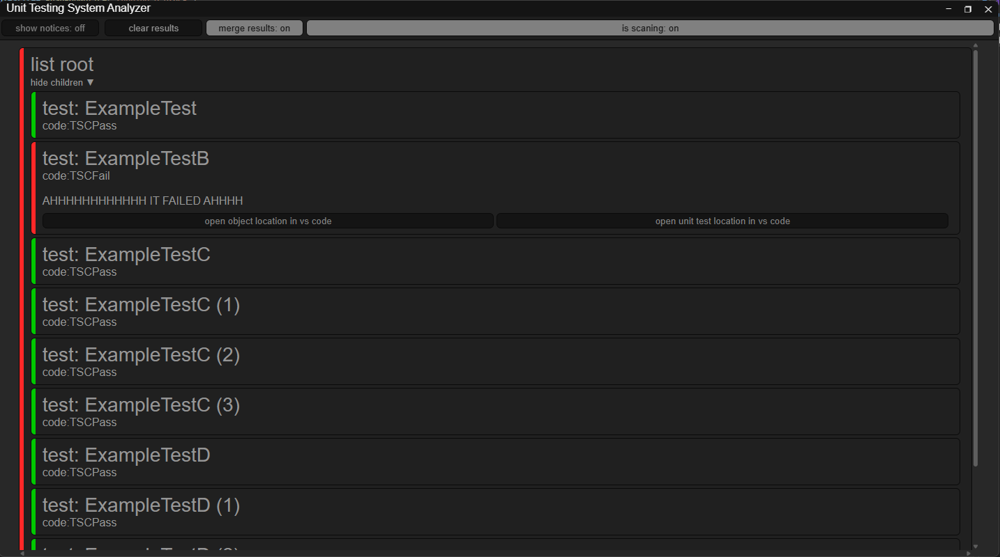 Unit Testing System Analyzer
show notices: off
clear results
merge results: on
is scaning: on
list root
hide children ▼
test: ExampleTest
code:TSCPass
test: ExampleTestB
code:TSCFail
AHHHHHHHHHHHH IT FAILED AHHHH
open object location in vs code
open unit test location in vs code
test: ExampleTestC
code:TSCPass
test: ExampleTestC (1)
code:TSCPass
test: ExampleTestC (2)
code:TSCPass
test: ExampleTestC (3)
code:TSCPass
test: ExampleTestD
code:TSCPass
test: ExampleTestD (1)
code:TSCPass